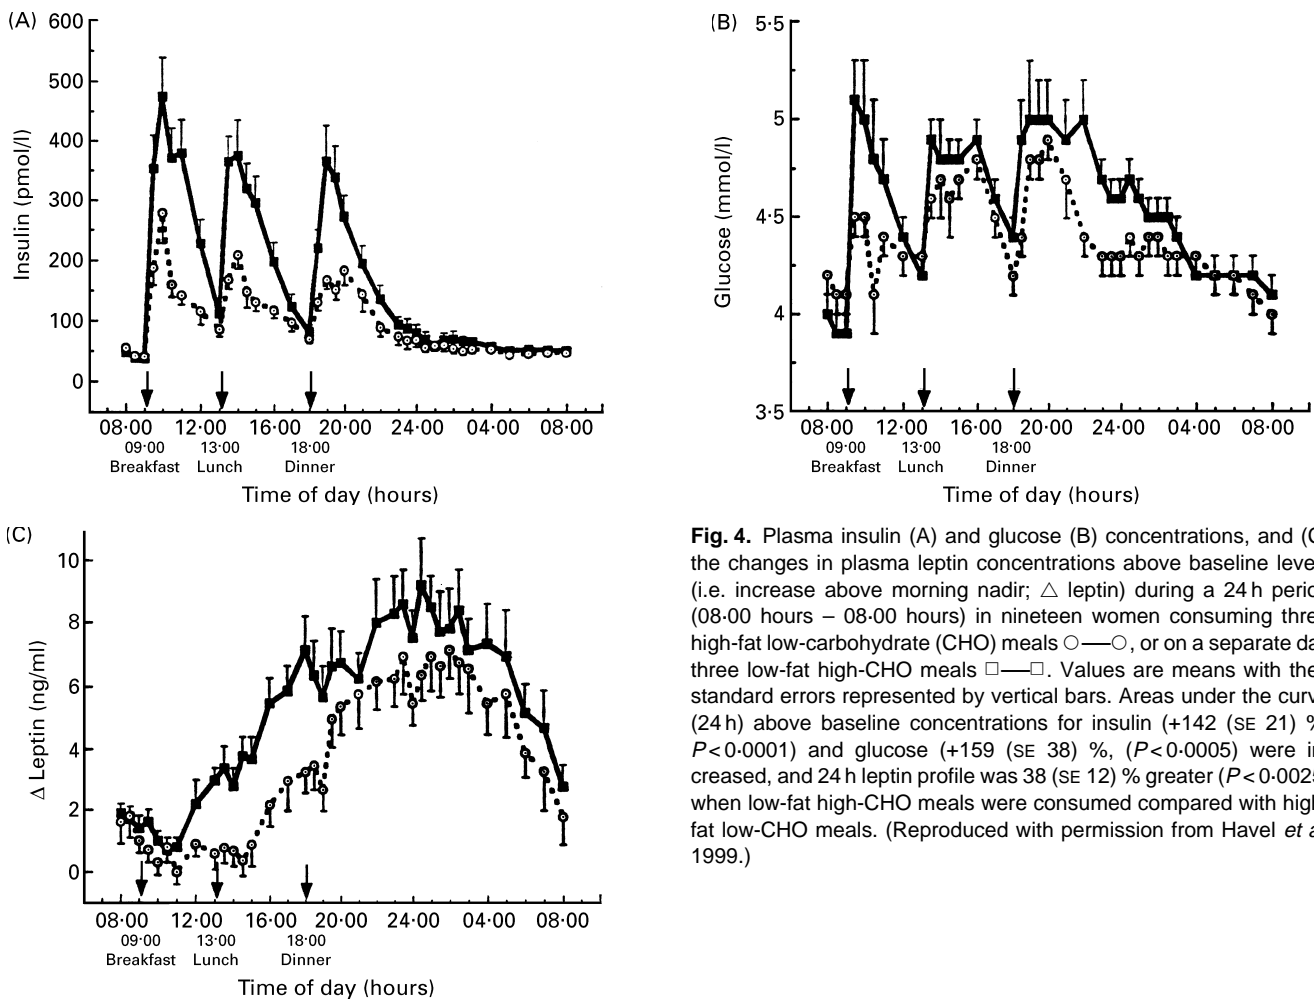 (A)
600
500
400
300
200
100
0
Insulin (pmol/l)
08·00 12·00 16·00 20·00 24·00 04·00 08·00
09·00 13·00 18·00
Breakfast Lunch Dinner
Time of day (hours)
(B)
5·5
5
4·5
4
3·5
Glucose (mmol/l)
08·00 12·00 16·00 20·00 24·00 04·00 08·00
09·00 13·00 18·00
Breakfast Lunch Dinner
Time of day (hours)
(C)
10
8
6
4
2
0
Δ Leptin (ng/ml)
08·00 12·00 16·00 20·00 24·00 04·00 08·00
09·00 13·00 18·00
Breakfast Lunch Dinner
Time of day (hours)
Fig. 4. Plasma insulin (A) and glucose (B) concentrations, and (C
the changes in plasma leptin concentrations above baseline leve
(i.e. increase above morning nadir; △ leptin) during a 24 h perio
(08·00 hours – 08·00 hours) in nineteen women consuming thre
high-fat low-carbohydrate (CHO) meals ○—○, or on a separate da
three low-fat high-CHO meals □—□. Values are means with the
standard errors represented by vertical bars. Areas under the curv
(24 h) above baseline concentrations for insulin (+142 (SE 21) %
P < 0·0001) and glucose (+159 (SE 38) %, (P < 0·0005) were in
creased, and 24 h leptin profile was 38 (SE 12) % greater (P < 0·0025
when low-fat high-CHO meals were consumed compared with high
fat low-CHO meals. (Reproduced with permission from Havel et a
1999.)